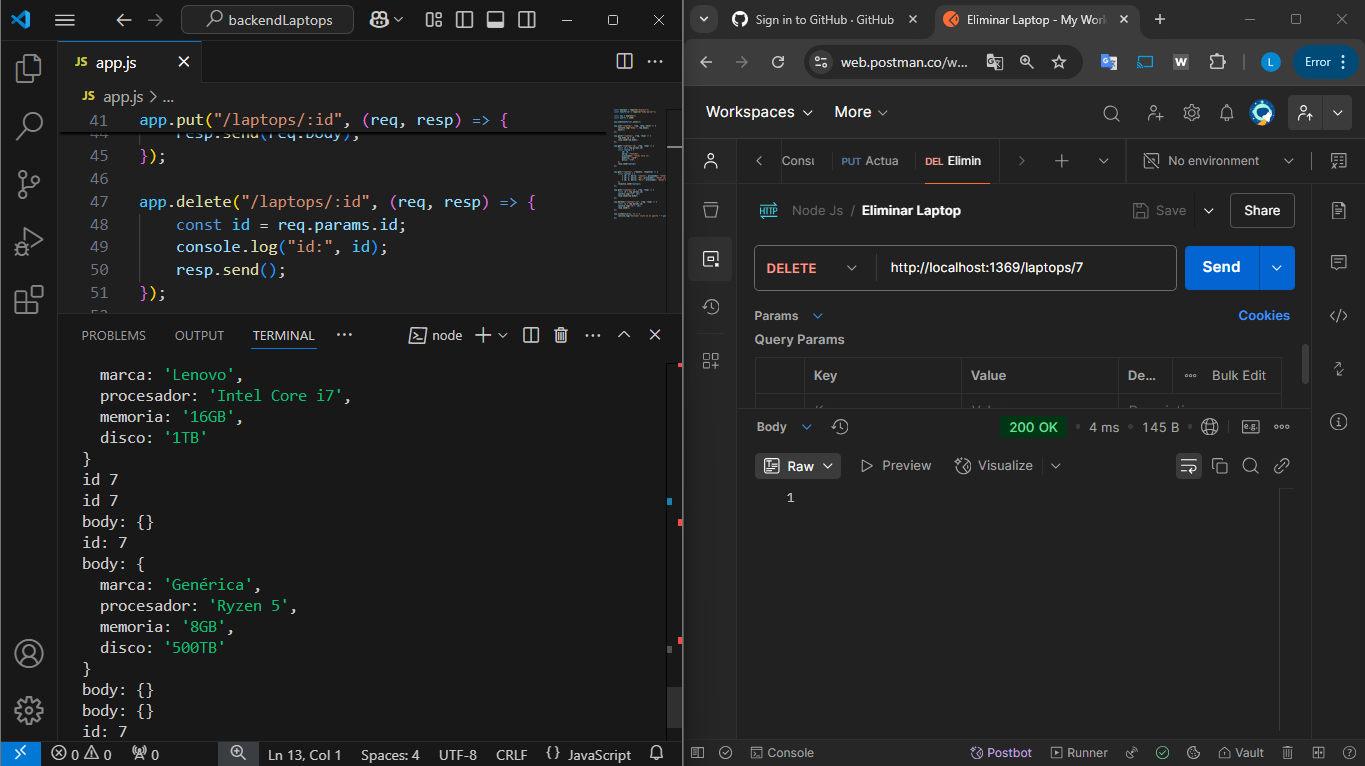 backendLaptops
JS app.js
JS app.js > ...
41 app.put("/laptops/:id", (req, resp) => {
44 resp.send(req.body);
45 });
46
47 app.delete("/laptops/:id", (req, resp) => {
48 const id = req.params.id;
49 console.log("id:", id);
50 resp.send();
51 });
52
PROBLEMS OUTPUT TERMINAL ··· node
marca: 'Lenovo',
procesador: 'Intel Core i7',
memoria: '16GB',
disco: '1TB'
}
id 7
id 7
body: {}
id: 7
body: {
marca: 'Genérica',
procesador: 'Ryzen 5',
memoria: '8GB',
disco: '500TB'
}
body: {}
body: {}
id: 7
0 0 0 Ln 13, Col 1 Spaces: 4 UTF-8 CRLF {} JavaScript
Sign in to GitHub · GitHub Eliminar Laptop - My Work
web.postman.co/w... W L Error
Workspaces More
Consu PUT Actua DEL Elimin No environment
HTTP Node Js / Eliminar Laptop Save Share
DELETE http://localhost:1369/laptops/7 Send
Params Cookies
Query Params
Key Value De... Bulk Edit
Body 200 OK 4 ms 145 B e.g.
Raw Preview Visualize
1
Console Postbot Runner Vault